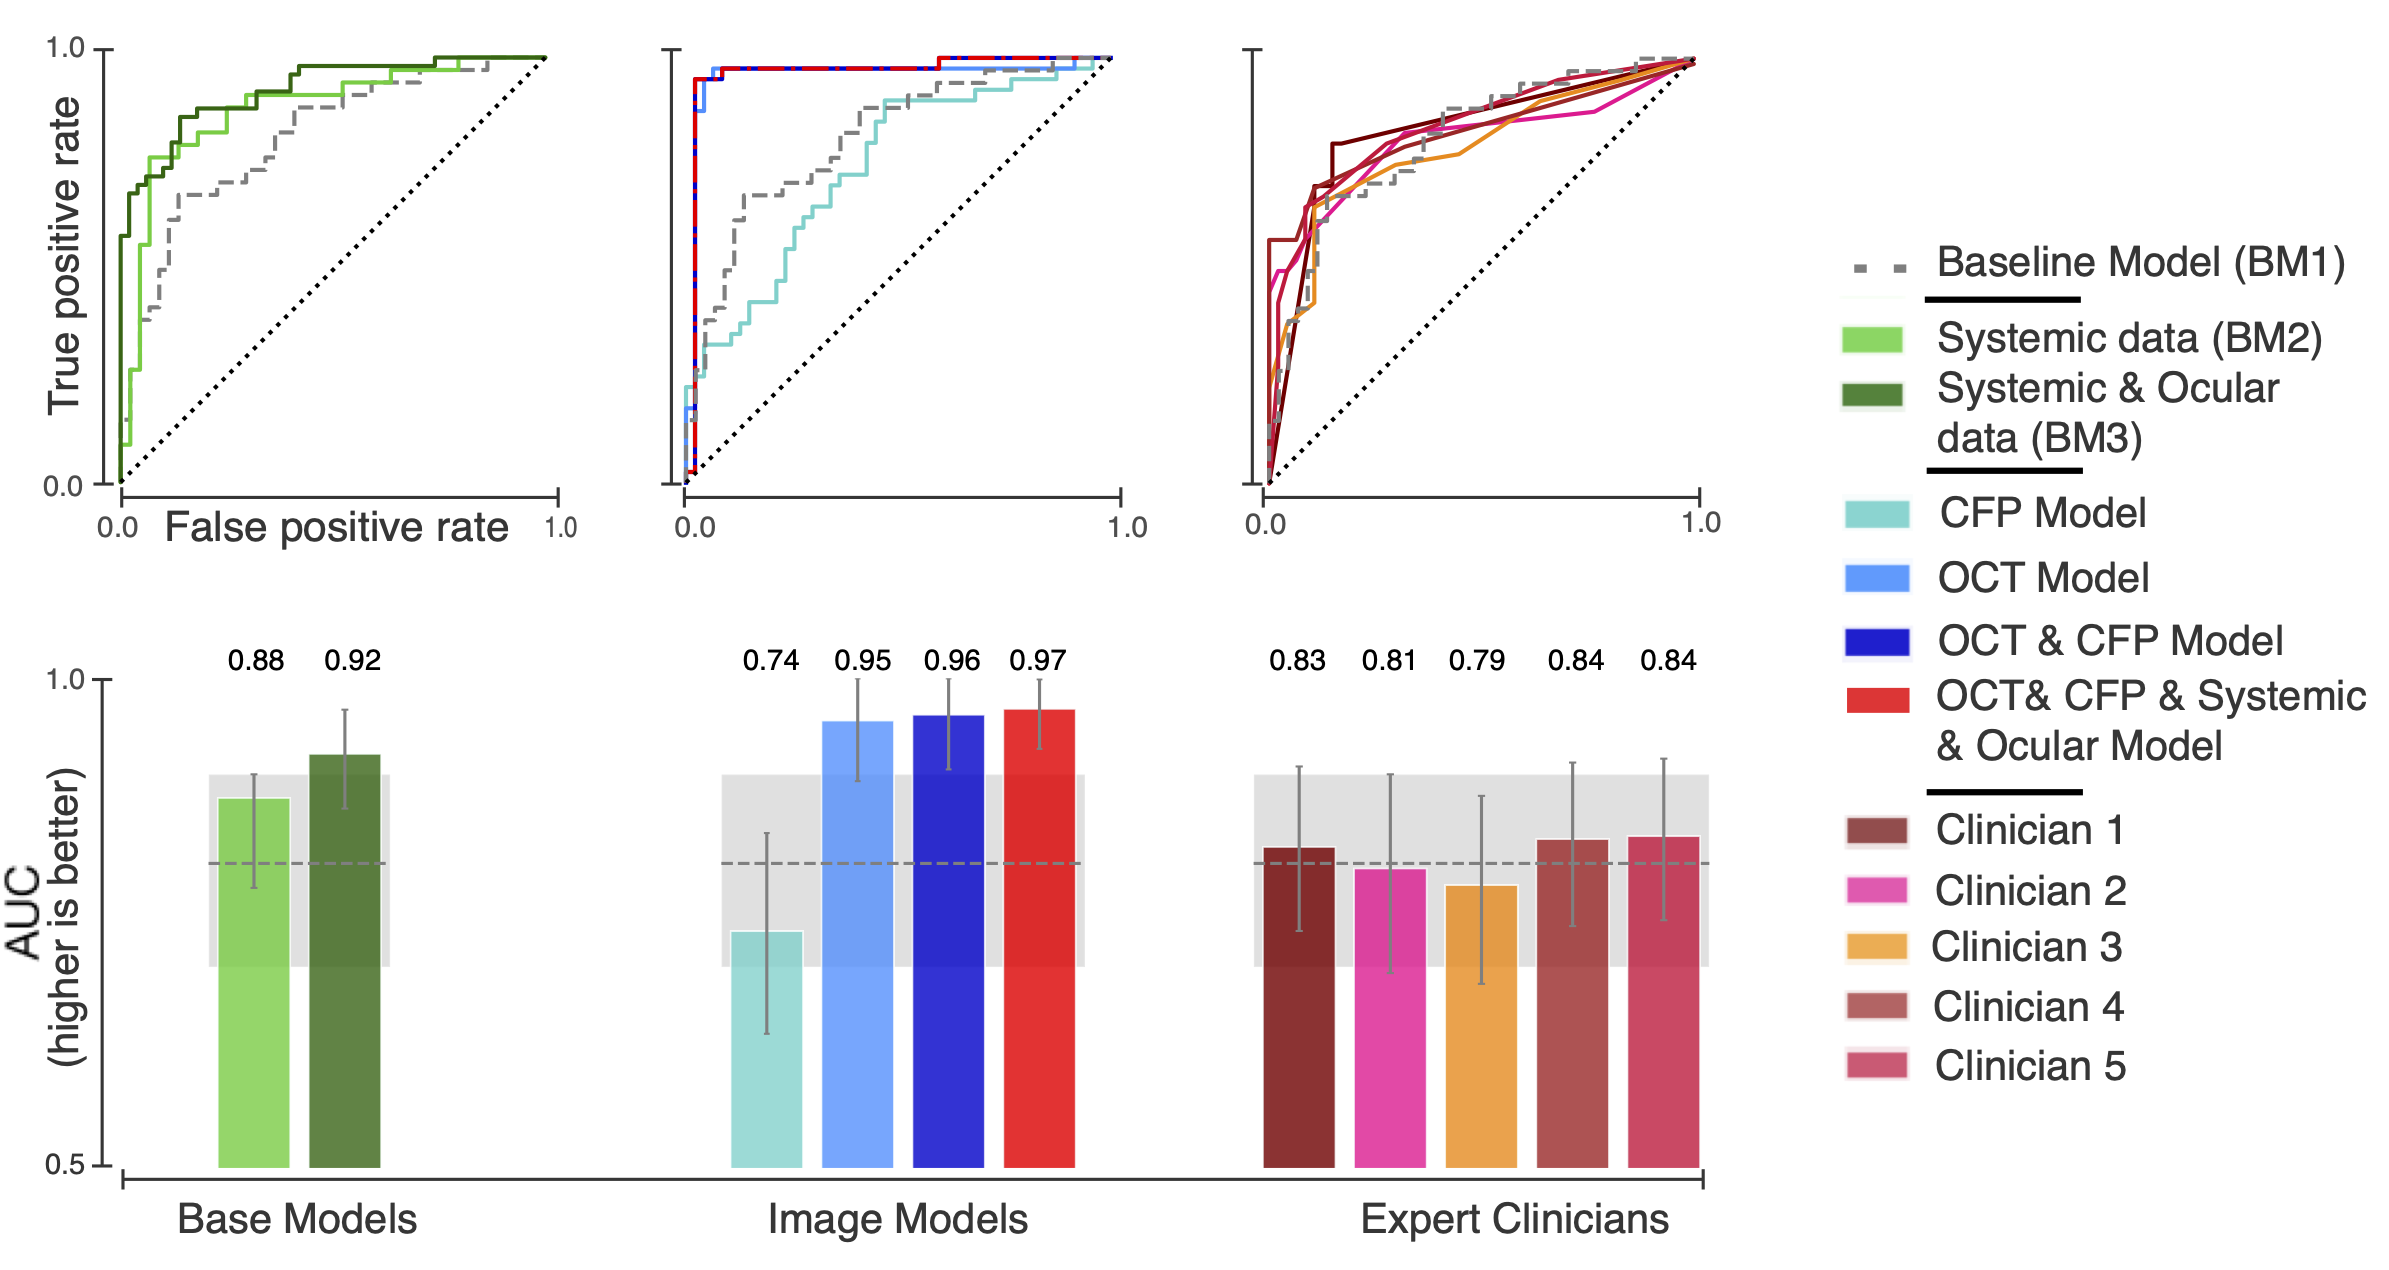 1.0
True positive rate
0.0
0.0
False positive rate
1.0
0.0
1.0
0.0
1.0
Baseline Model (BM1)
Systemic data (BM2)
Systemic & Ocular
data (BM3)
CFP Model
OCT Model
OCT & CFP Model
OCT& CFP & Systemic
& Ocular Model
Clinician 1
Clinician 2
Clinician 3
Clinician 4
Clinician 5
AUC
(higher is better)
1.0
0.5
0.88
0.92
0.74
0.95
0.96
0.97
0.83
0.81
0.79
0.84
0.84
Base Models
Image Models
Expert Clinicians